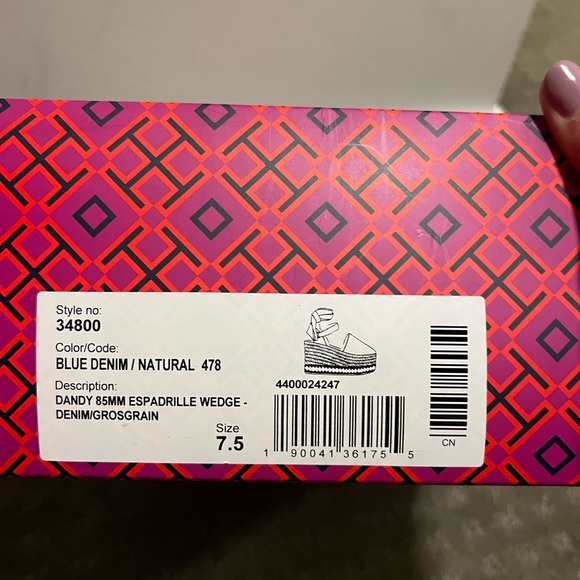 Style no:
34800
Color/Code:
BLUE DENIM / NATURAL 478
Description:
DANDY 85MM ESPADRILLE WEDGE -
DENIM/GROSGRAIN
Size
7.5
4400024247
1 90041 36175 5
CN